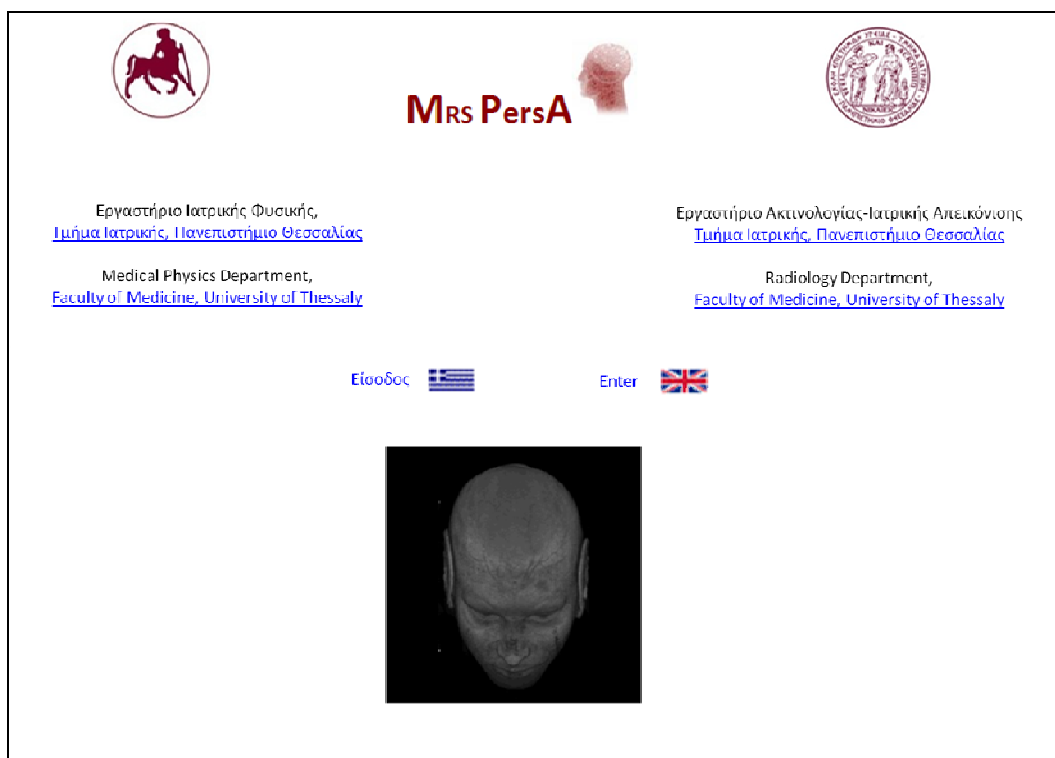 MRS PersA
Εργαστήριο Ιατρικής Φυσικής,
Τμήμα Ιατρικής, Πανεπιστήμιο Θεσσαλίας
Medical Physics Department,
Faculty of Medicine, University of Thessaly
Εργαστήριο Ακτινολογίας-Ιατρικής Απεικόνισης
Τμήμα Ιατρικής, Πανεπιστήμιο Θεσσαλίας
Radiology Department,
Faculty of Medicine, University of Thessaly
Είσοδος
Enter